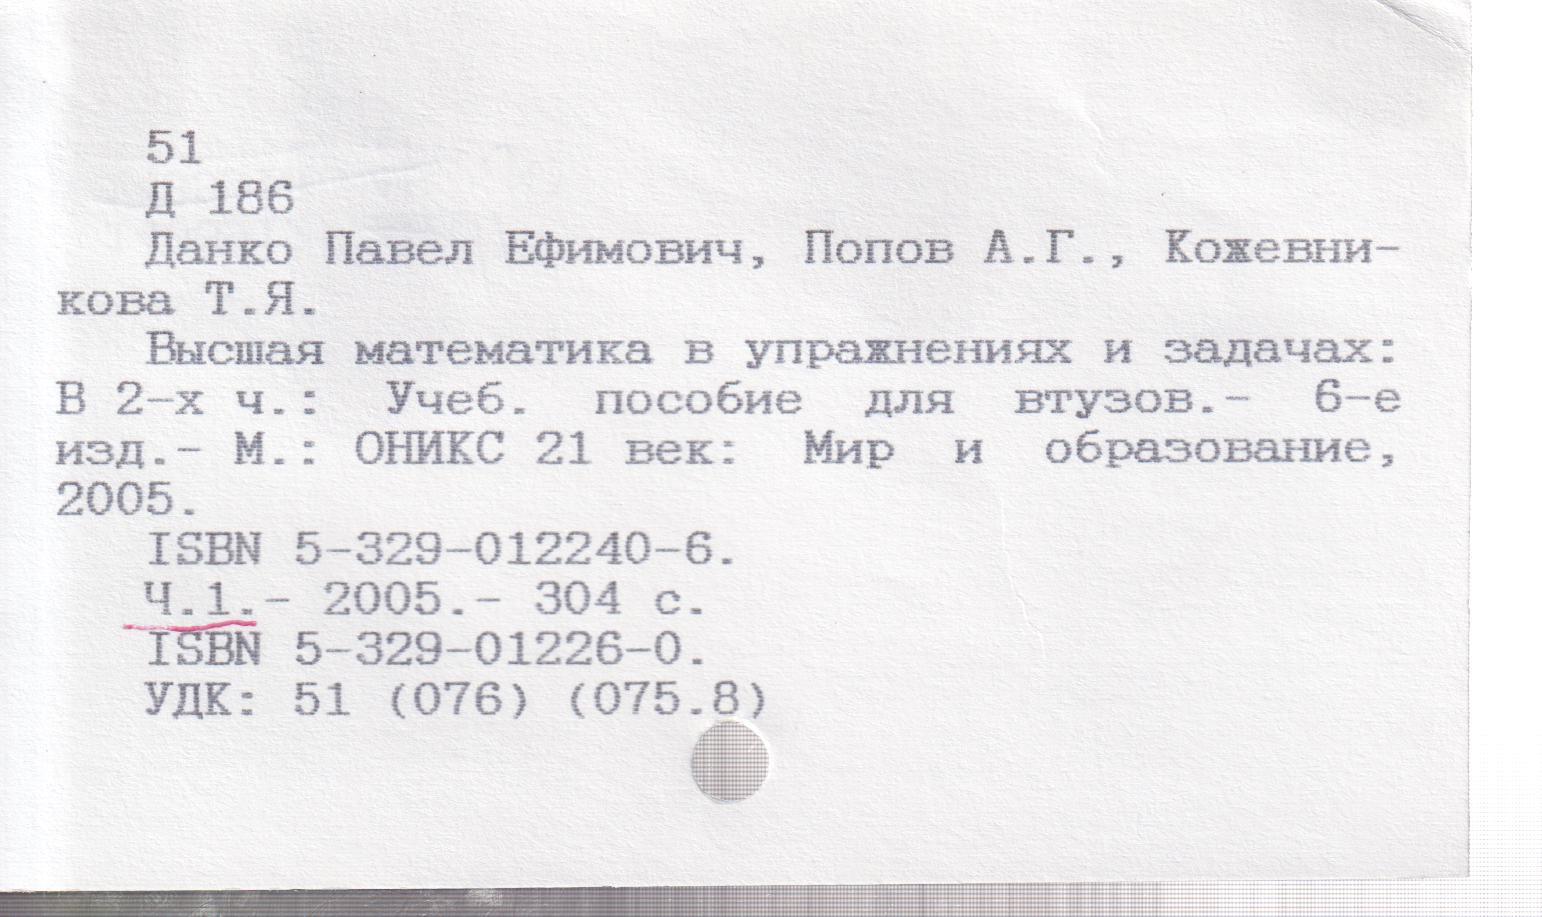 51
Д 186
Данко Павел Ефимович, Попов А.Г., Кожевни-
кова Т.Я.
Высшая математика в упражнениях и задачах:
В 2-х ч.: Учеб. пособие для втузов.- 6-е
изд.- М.: ОНИКС 21 век: Мир и образование,
2005.
ISBN 5-329-012240-6.
Ч.1.- 2005.- 304 с.
ISBN 5-329-01226-0.
УДК: 51 (076) (075.8)